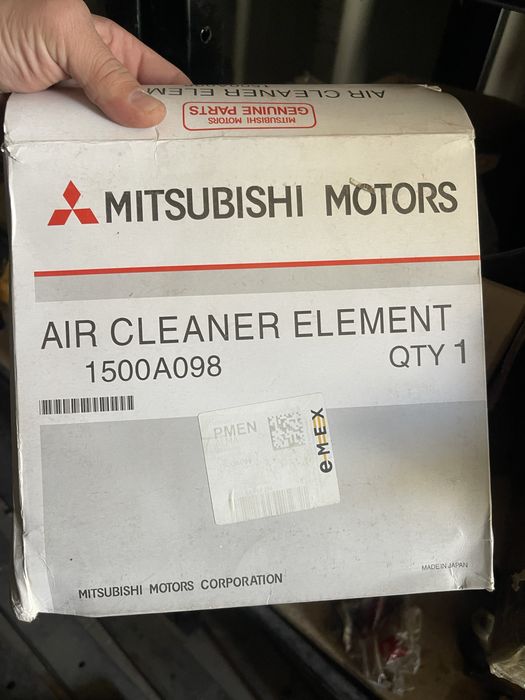 AIR CLEANER ELEM
MITSUBISHI MOTORS
GENUINE PARTS
MITSUBISHI MOTORS
AIR CLEANER ELEMENT
1500A098
QTY 1
PMEN
e-M-E-X
MITSUBISHI MOTORS CORPORATION
MADE IN JAPAN